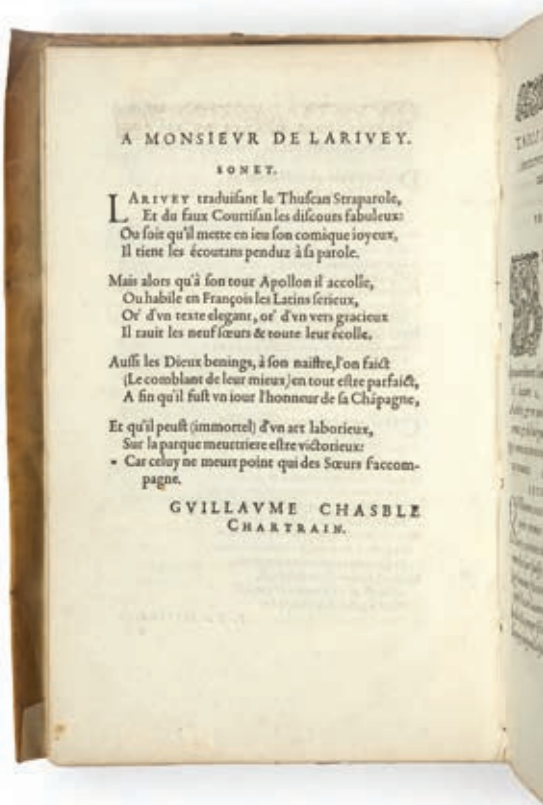 A MONSIEVR DE LARIVEY.
SONET.
LARIVEY traduiſant le Thuſcan Straparole,
Et du faux Courtiſan les diſcours fabuleux:
Ou ſoit qu'il mette en ieu ſon comique ioyeux,
Il tient les écoutans penduz à ſa parole.
Mais alors qu'à ſon tour Apollon il accolle,
Ou habile en François les Latins ſerieux,
Or' d'vn texte elegant, or' d'vn vers gracieux
Il rauit les neuf ſœurs & toute leur écolle.
Auſſi les Dieux benings, à ſon naiſtre, l'on faict
(Le comblant de leur mieux) en tout eſtre parfaict,
A fin qu'il fuſt vn iour l'honneur de ſa Chãpagne,
Et qu'il peuſt (immortel) d'vn art laborieux,
Sur la parque meurtriere eſtre victorieux:
Car celuy ne meurt point qui des Sœurs ſ'accom-
pagne.
GVILLAVME CHASBLE
CHARTRAIN.